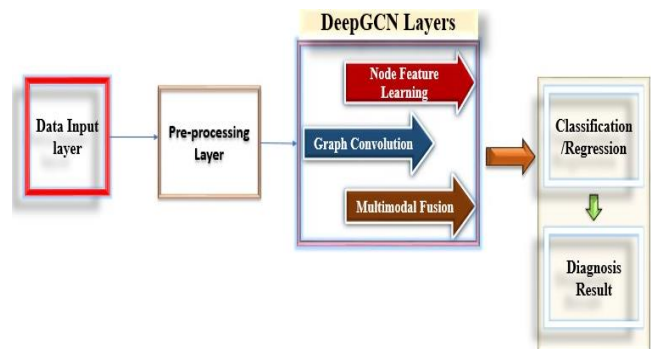 DeepGCN Layers
Data Input
layer
Pre-processing
Layer
Node Feature
Learning
Graph Convolution
Multimodal Fusion
Classification
/Regression
Diagnosis
Result